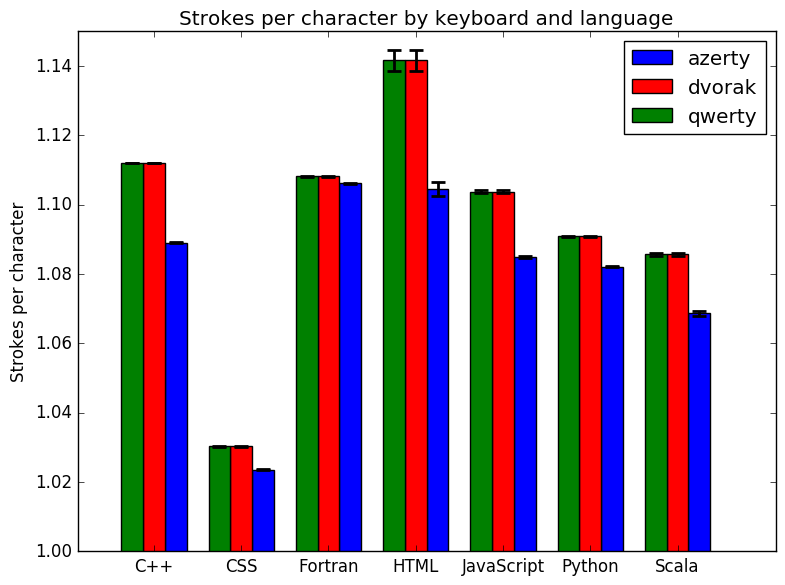 Strokes per character by keyboard and language
azerty
dvorak
qwerty
Strokes per character
1.14
1.12
1.10
1.08
1.06
1.04
1.02
1.00
C++ CSS Fortran HTML JavaScript Python Scala